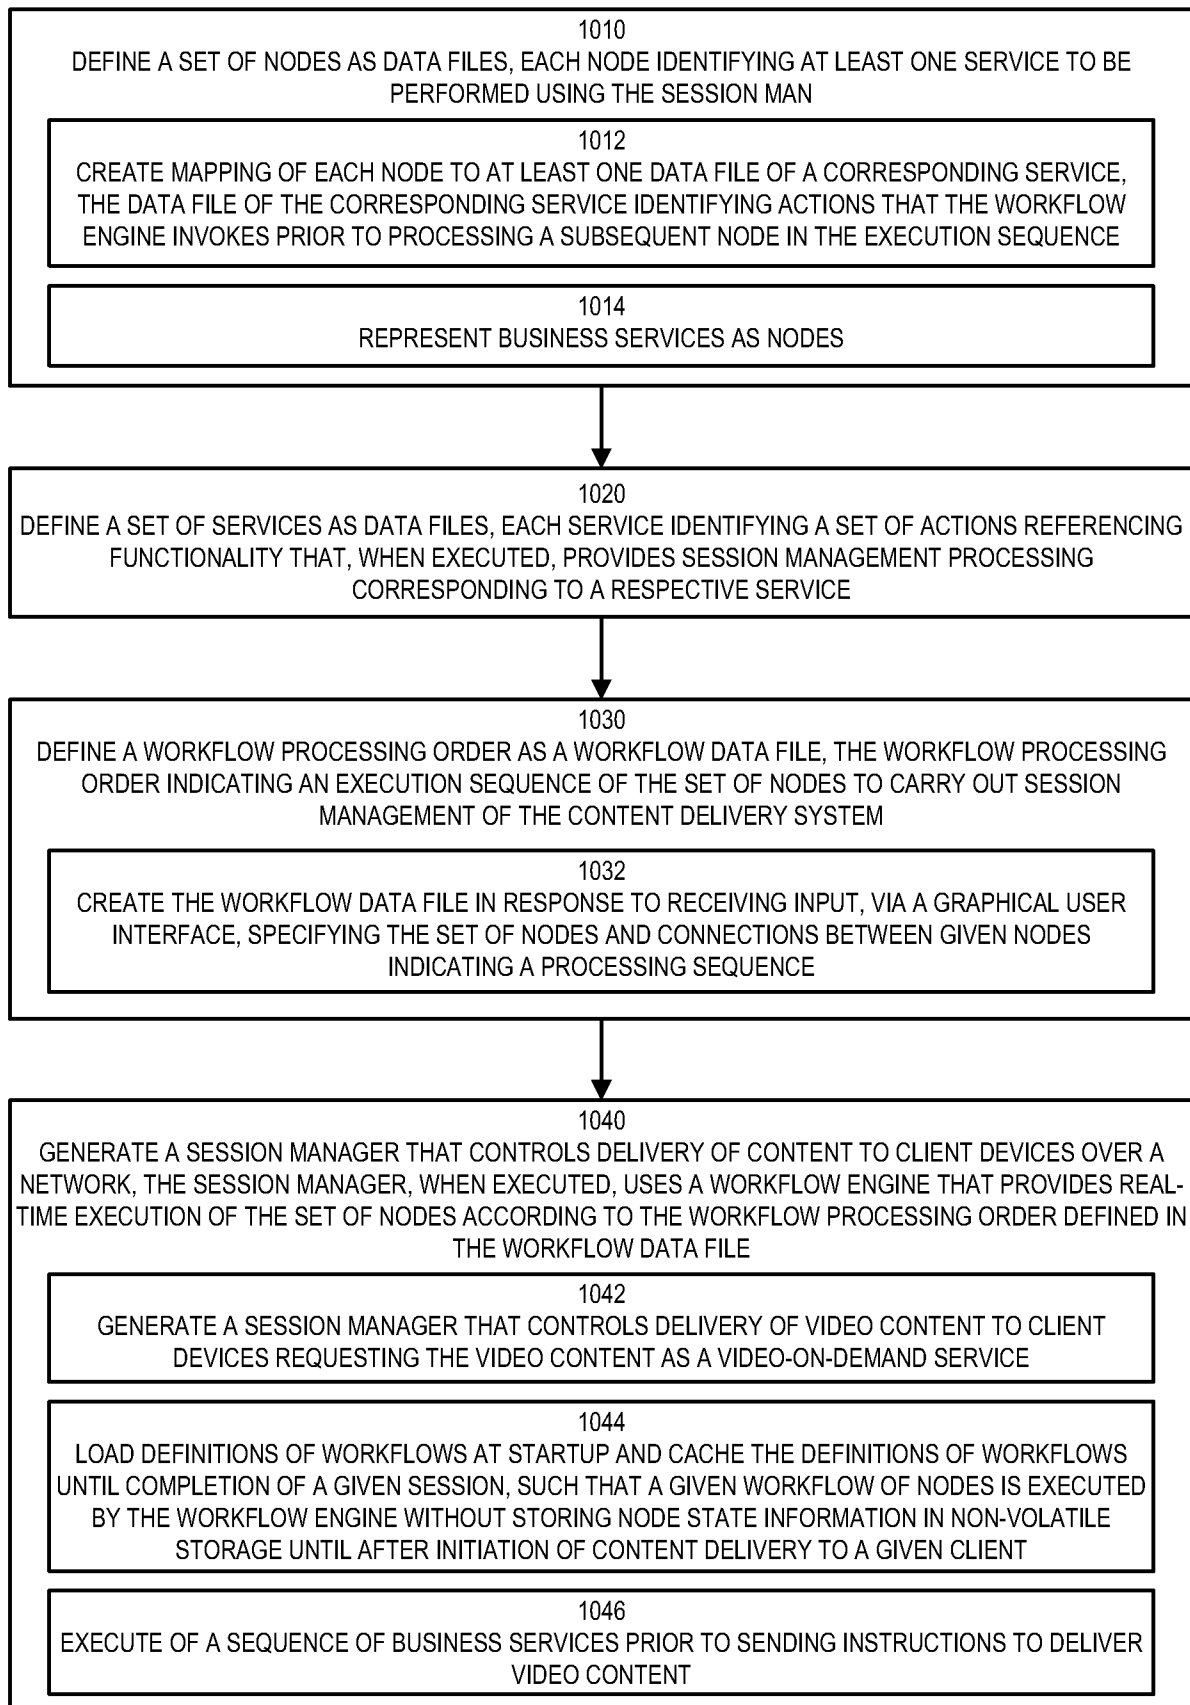 1010
DEFINE A SET OF NODES AS DATA FILES, EACH NODE IDENTIFYING AT LEAST ONE SERVICE TO BE
PERFORMED USING THE SESSION MAN
1012
CREATE MAPPING OF EACH NODE TO AT LEAST ONE DATA FILE OF A CORRESPONDING SERVICE,
THE DATA FILE OF THE CORRESPONDING SERVICE IDENTIFYING ACTIONS THAT THE WORKFLOW
ENGINE INVOKES PRIOR TO PROCESSING A SUBSEQUENT NODE IN THE EXECUTION SEQUENCE
1014
REPRESENT BUSINESS SERVICES AS NODES
1020
DEFINE A SET OF SERVICES AS DATA FILES, EACH SERVICE IDENTIFYING A SET OF ACTIONS REFERENCING
FUNCTIONALITY THAT, WHEN EXECUTED, PROVIDES SESSION MANAGEMENT PROCESSING
CORRESPONDING TO A RESPECTIVE SERVICE
1030
DEFINE A WORKFLOW PROCESSING ORDER AS A WORKFLOW DATA FILE, THE WORKFLOW PROCESSING
ORDER INDICATING AN EXECUTION SEQUENCE OF THE SET OF NODES TO CARRY OUT SESSION
MANAGEMENT OF THE CONTENT DELIVERY SYSTEM
1032
CREATE THE WORKFLOW DATA FILE IN RESPONSE TO RECEIVING INPUT, VIA A GRAPHICAL USER
INTERFACE, SPECIFYING THE SET OF NODES AND CONNECTIONS BETWEEN GIVEN NODES
INDICATING A PROCESSING SEQUENCE
1040
GENERATE A SESSION MANAGER THAT CONTROLS DELIVERY OF CONTENT TO CLIENT DEVICES OVER A
NETWORK, THE SESSION MANAGER, WHEN EXECUTED, USES A WORKFLOW ENGINE THAT PROVIDES REAL-
TIME EXECUTION OF THE SET OF NODES ACCORDING TO THE WORKFLOW PROCESSING ORDER DEFINED IN
THE WORKFLOW DATA FILE
1042
GENERATE A SESSION MANAGER THAT CONTROLS DELIVERY OF VIDEO CONTENT TO CLIENT
DEVICES REQUESTING THE VIDEO CONTENT AS A VIDEO-ON-DEMAND SERVICE
1044
LOAD DEFINITIONS OF WORKFLOWS AT STARTUP AND CACHE THE DEFINITIONS OF WORKFLOWS
UNTIL COMPLETION OF A GIVEN SESSION, SUCH THAT A GIVEN WORKFLOW OF NODES IS EXECUTED
BY THE WORKFLOW ENGINE WITHOUT STORING NODE STATE INFORMATION IN NON-VOLATILE
STORAGE UNTIL AFTER INITIATION OF CONTENT DELIVERY TO A GIVEN CLIENT
1046
EXECUTE OF A SEQUENCE OF BUSINESS SERVICES PRIOR TO SENDING INSTRUCTIONS TO DELIVER
VIDEO CONTENT